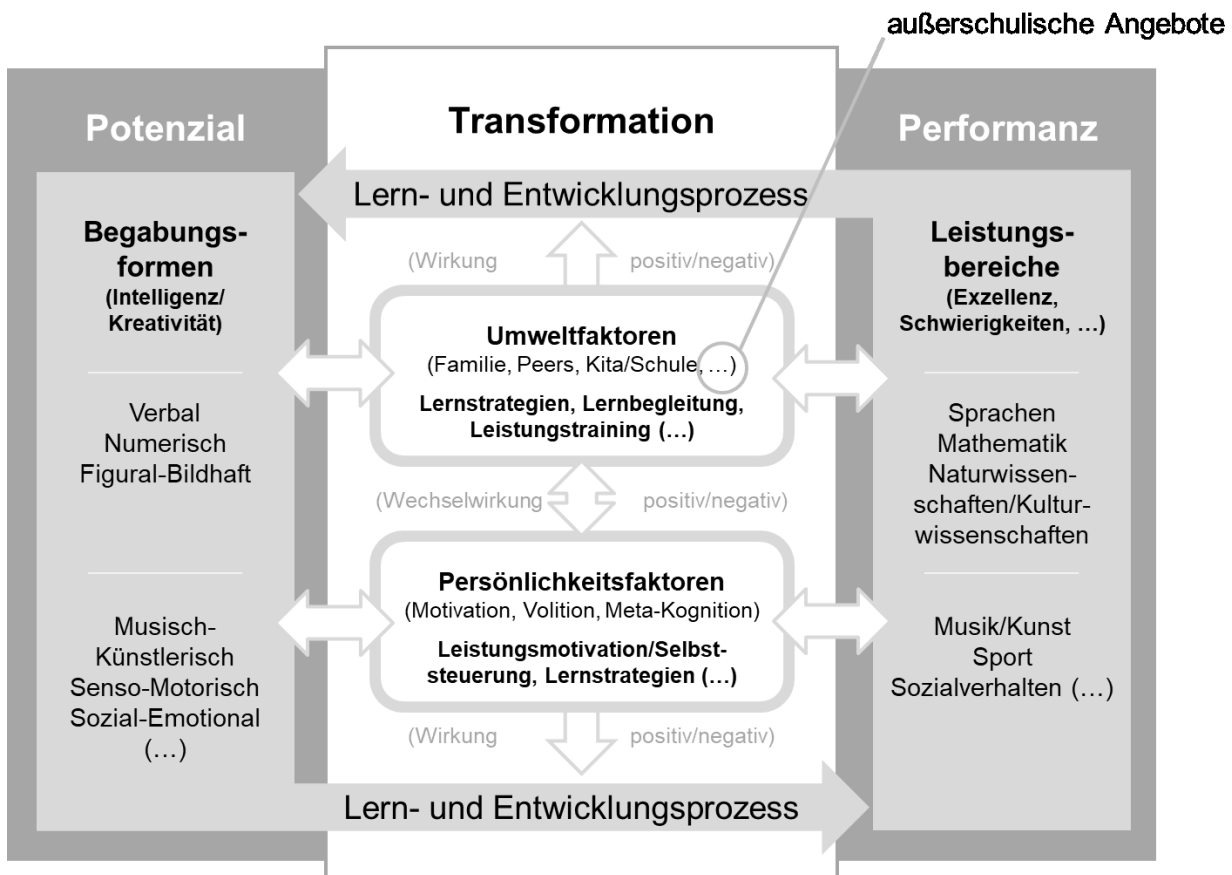 außerschulische Angebote
Potenzial
Transformation
Performanz
Lern- und Entwicklungsprozess
Begabungs-
formen
(Intelligenz/
Kreativität)
Verbal
Numerisch
Figural-Bildhaft
Musisch-
Künstlerisch
Senso-Motorisch
Sozial-Emotional
(…)
(Wirkung positiv/negativ)
Umweltfaktoren
(Familie, Peers, Kita/Schule, …)
Lernstrategien, Lernbegleitung,
Leistungstraining (…)
(Wechselwirkung positiv/negativ)
Persönlichkeitsfaktoren
(Motivation, Volition, Meta-Kognition)
Leistungsmotivation/Selbst-
steuerung, Lernstrategien (…)
(Wirkung positiv/negativ)
Leistungs-
bereiche
(Exzellenz,
Schwierigkeiten, …)
Sprachen
Mathematik
Naturwissen-
schaften/Kultur-
wissenschaften
Musik/Kunst
Sport
Sozialverhalten (…)
Lern- und Entwicklungsprozess